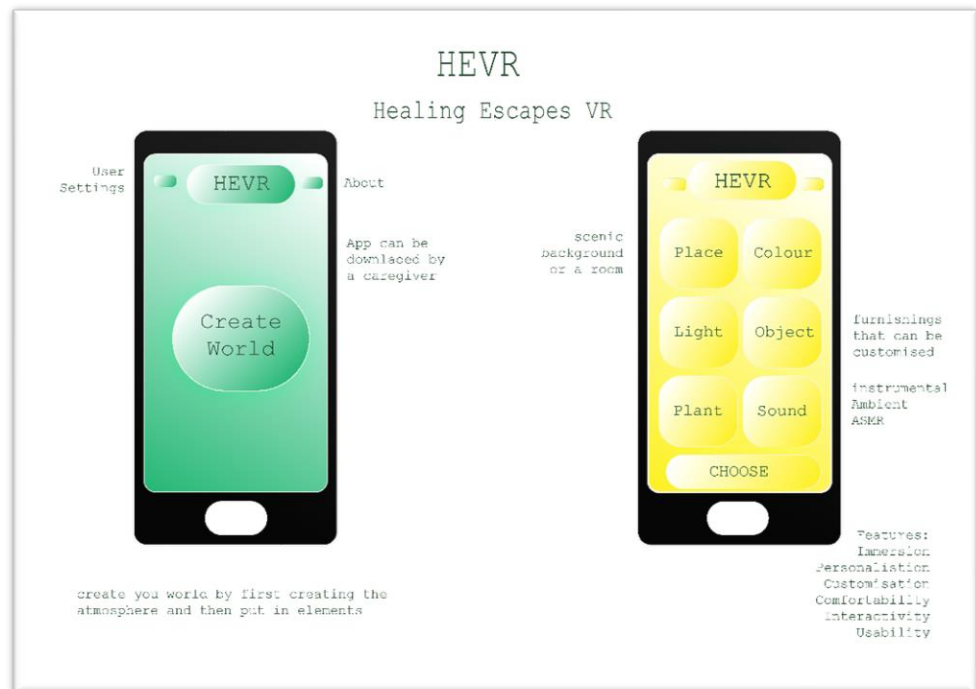 HEVR
Healing Escapes VR
User
Settings
HEVR
About
App can be
downlaced by
a caregiver
Create
World
create you world by first creating the
atmosphere and then put in elements
HEVR
scenic
background
or a room
Place
Colour
Light
Object
furnishings
that can be
customised
Plant
Sound
instrumental
Ambient
ASMR
CHOOSE
Features:
Immersion
Personalistion
Customisation
Comfortability
Interactivity
Usability